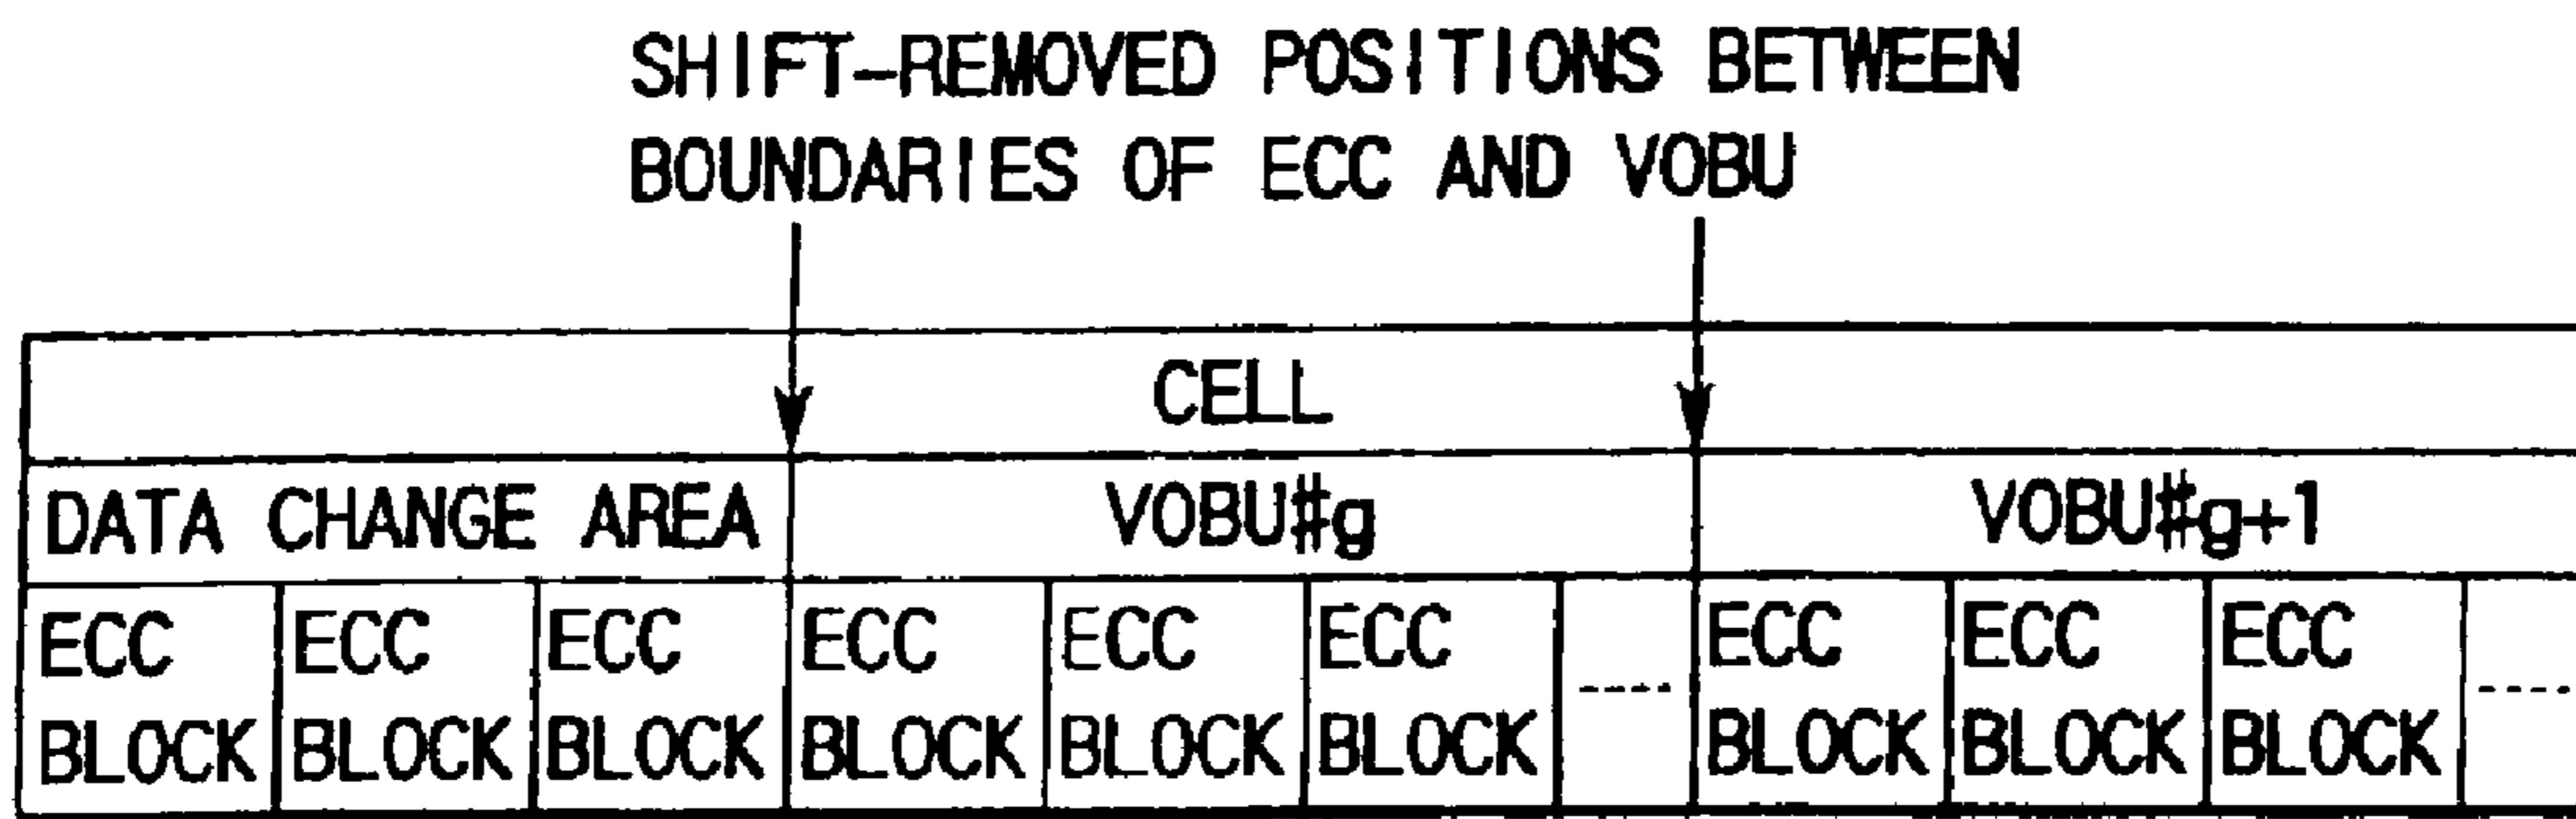 SHIFT-REMOVED POSITIONS BETWEEN
BOUNDARIES OF ECC AND VOBU
CELL
DATA CHANGE AREA VOBU#g VOBU#g+1
ECC ECC ECC ECC ECC ECC ECC ECC ECC
BLOCK BLOCK BLOCK BLOCK BLOCK BLOCK BLOCK BLOCK BLOCK